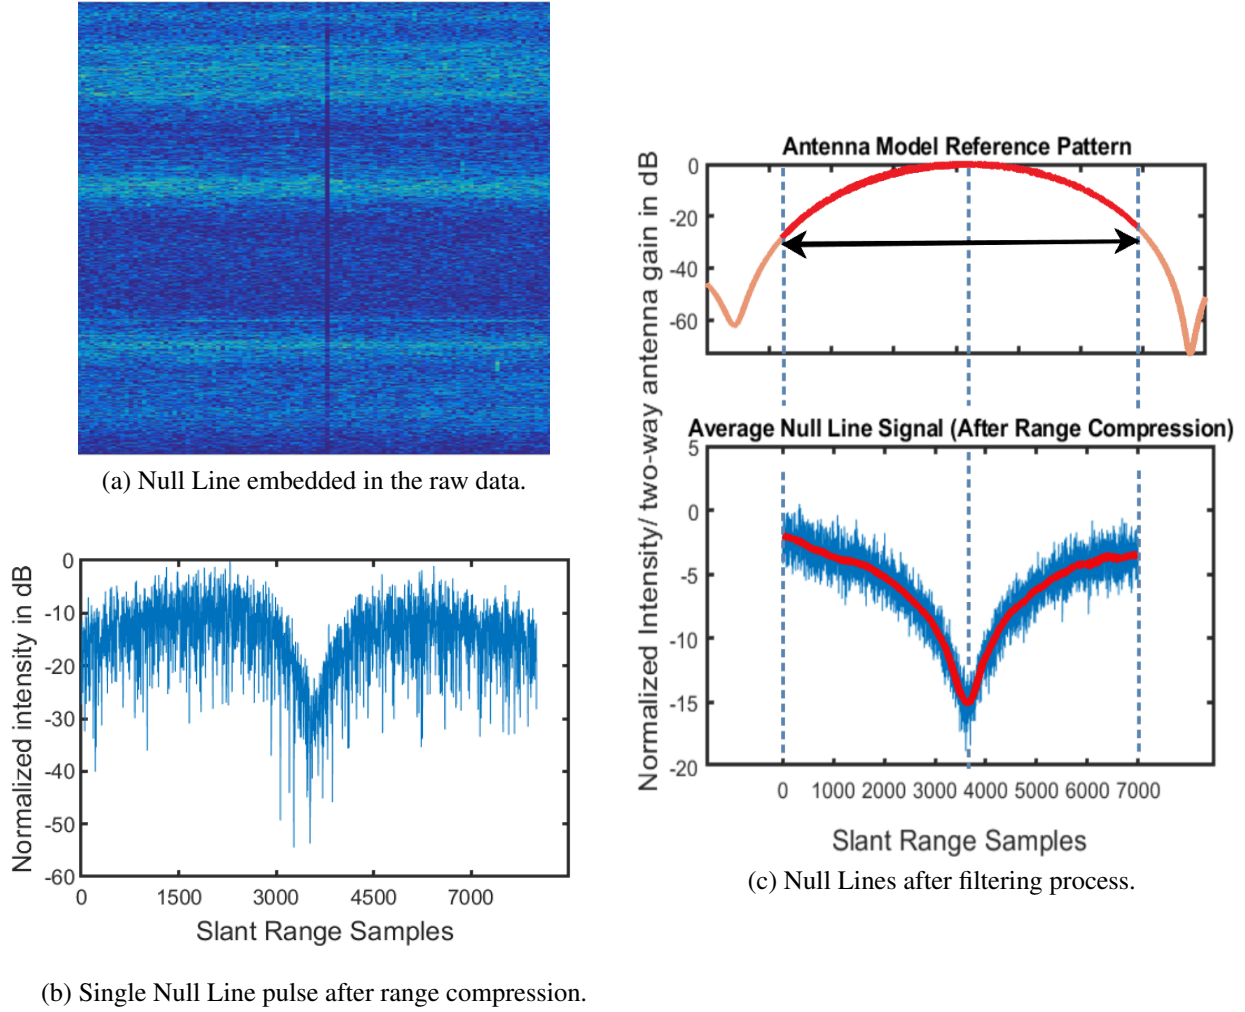 (a) Null Line embedded in the raw data.
Normalized intensity in dB
0
-10
-20
-30
-40
-50
-60
0 1500 3000 4500 7000
Slant Range Samples
(b) Single Null Line pulse after range compression.
Normalized Intensity/ two-way antenna gain in dB
Antenna Model Reference Pattern
0
-20
-40
-60
Average Null Line Signal (After Range Compression)
5
0
-5
-10
-15
-20
0 1000 2000 3000 4000 5000 6000 7000
Slant Range Samples
(c) Null Lines after filtering process.